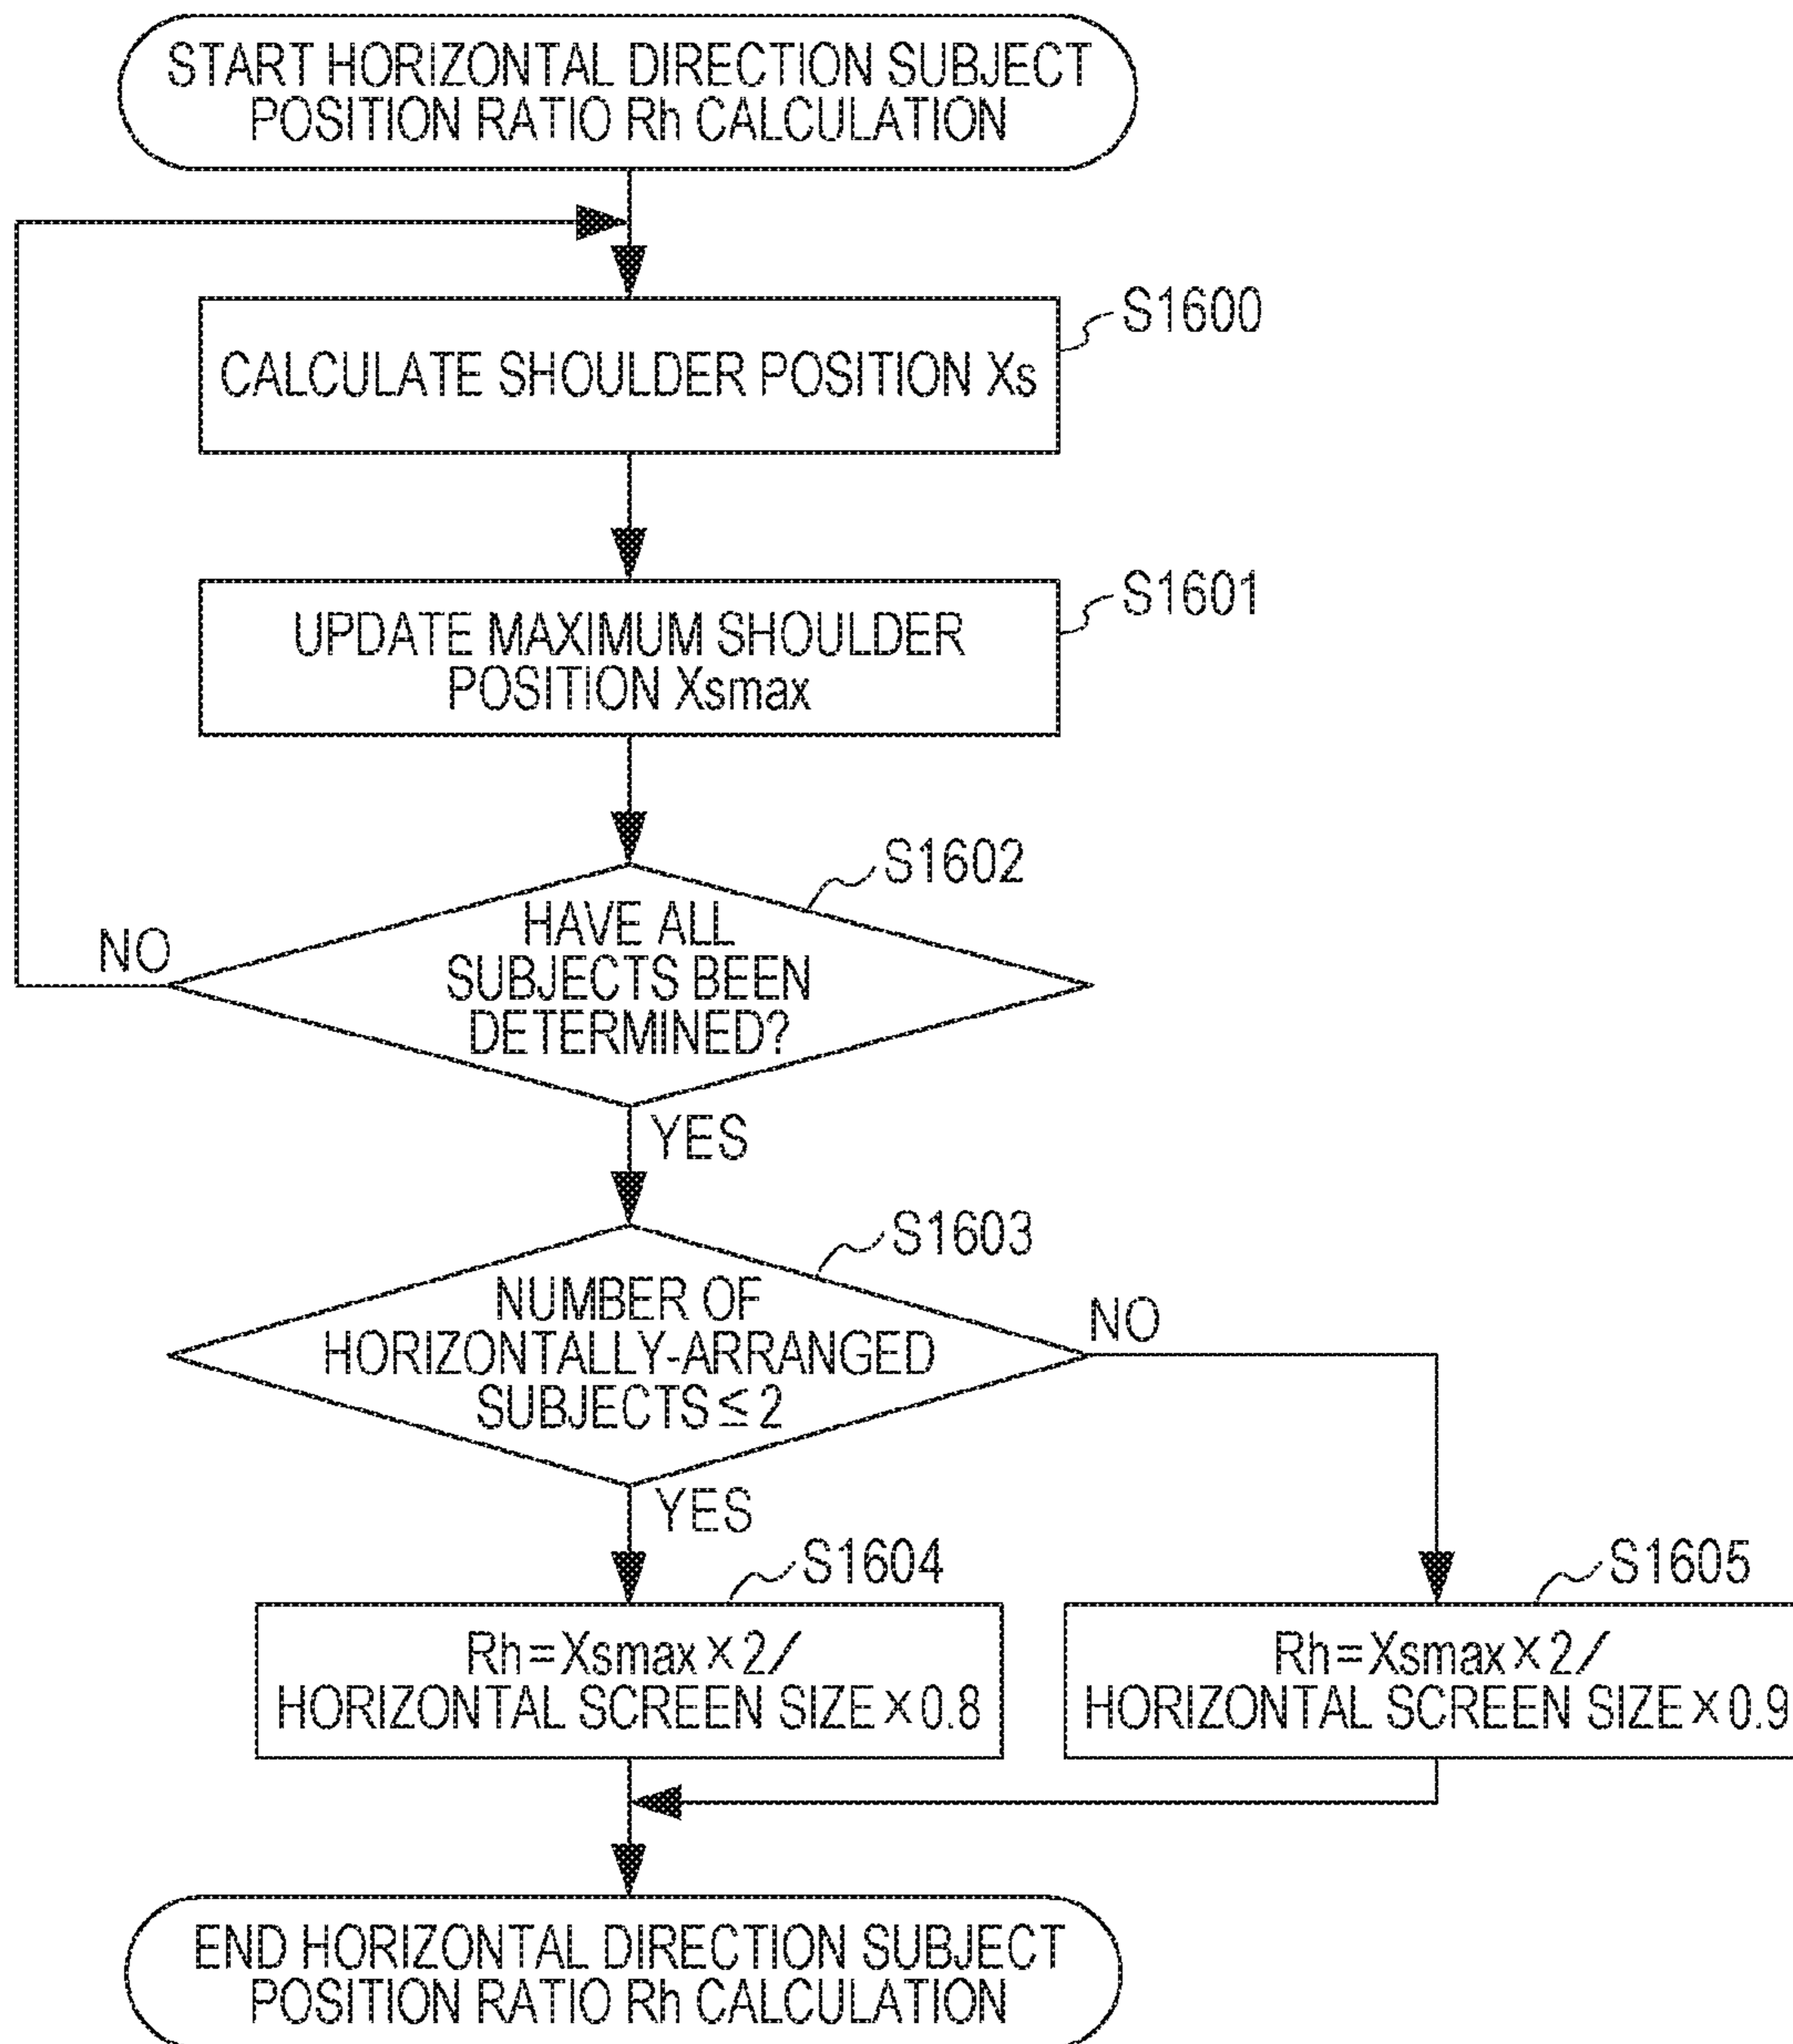 START HORIZONTAL DIRECTION SUBJECT
POSITION RATIO Rh CALCULATION
S1600
CALCULATE SHOULDER POSITION Xs
S1601
UPDATE MAXIMUM SHOULDER
POSITION Xsmax
S1602
HAVE ALL
SUBJECTS BEEN
DETERMINED?
NO
YES
S1603
NUMBER OF
HORIZONTALLY-ARRANGED
SUBJECTS ≦ 2
NO
YES
S1604
Rh=Xsmax×2/
HORIZONTAL SCREEN SIZE×0.8
S1605
Rh=Xsmax×2/
HORIZONTAL SCREEN SIZE×0.9
END HORIZONTAL DIRECTION SUBJECT
POSITION RATIO Rh CALCULATION